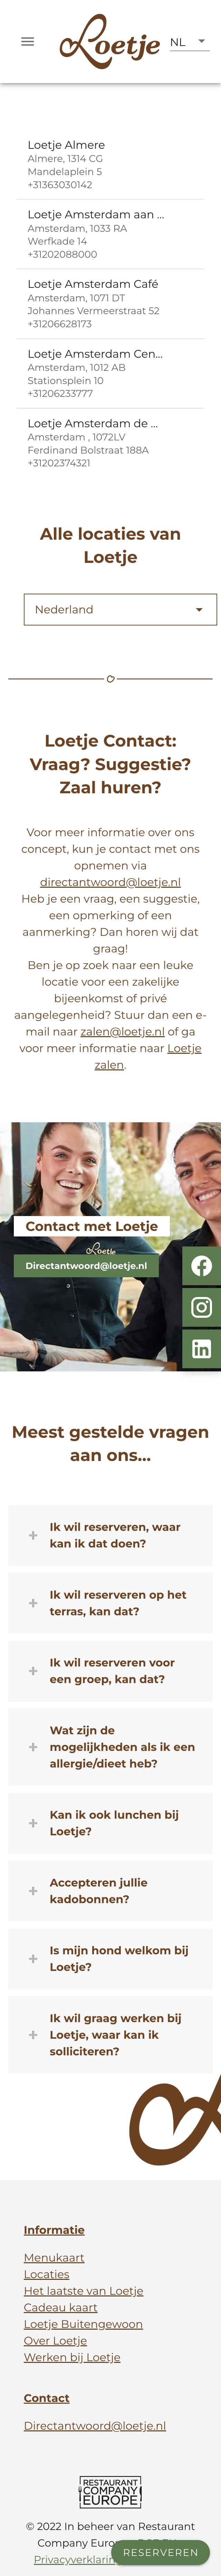 Loetje
NL
Loetje Almere
Almere, 1314 CG
Mandelaplein 5
+31363030142
Loetje Amsterdam aan ...
Amsterdam, 1033 RA
Werfkade 14
+31202088000
Loetje Amsterdam Café
Amsterdam, 1071 DT
Johannes Vermeerstraat 52
+31206628173
Loetje Amsterdam Cen...
Amsterdam, 1012 AB
Stationsplein 10
+31206233777
Loetje Amsterdam de ...
Amsterdam , 1072LV
Ferdinand Bolstraat 188A
+31202374321
Alle locaties van
Loetje
Nederland
Loetje Contact:
Vraag? Suggestie?
Zaal huren?
Voor meer informatie over ons
concept, kun je contact met ons
opnemen via
directantwoord@loetje.nl
Heb je een vraag, een suggestie,
een opmerking of een
aanmerking? Dan horen wij dat
graag!
Ben je op zoek naar een leuke
locatie voor een zakelijke
bijeenkomst of privé
aangelegenheid? Stuur dan een e-
mail naar zalen@loetje.nl of ga
voor meer informatie naar Loetje
zalen.
Contact met Loetje
Loetje
Directantwoord@loetje.nl
Meest gestelde vragen
aan ons...
Ik wil reserveren, waar
kan ik dat doen?
Ik wil reserveren op het
terras, kan dat?
Ik wil reserveren voor
een groep, kan dat?
Wat zijn de
mogelijkheden als ik een
allergie/dieet heb?
Kan ik ook lunchen bij
Loetje?
Accepteren jullie
kadobonnen?
Is mijn hond welkom bij
Loetje?
Ik wil graag werken bij
Loetje, waar kan ik
solliciteren?
Informatie
Menukaart
Locaties
Het laatste van Loetje
Cadeau kaart
Loetje Buitengewoon
Over Loetje
Werken bij Loetje
Contact
Directantwoord@loetje.nl
RESTAURANT
COMPANY
EUROPE
© 2022 In beheer van Restaurant
Company
Privacyverklarin
RESERVEREN